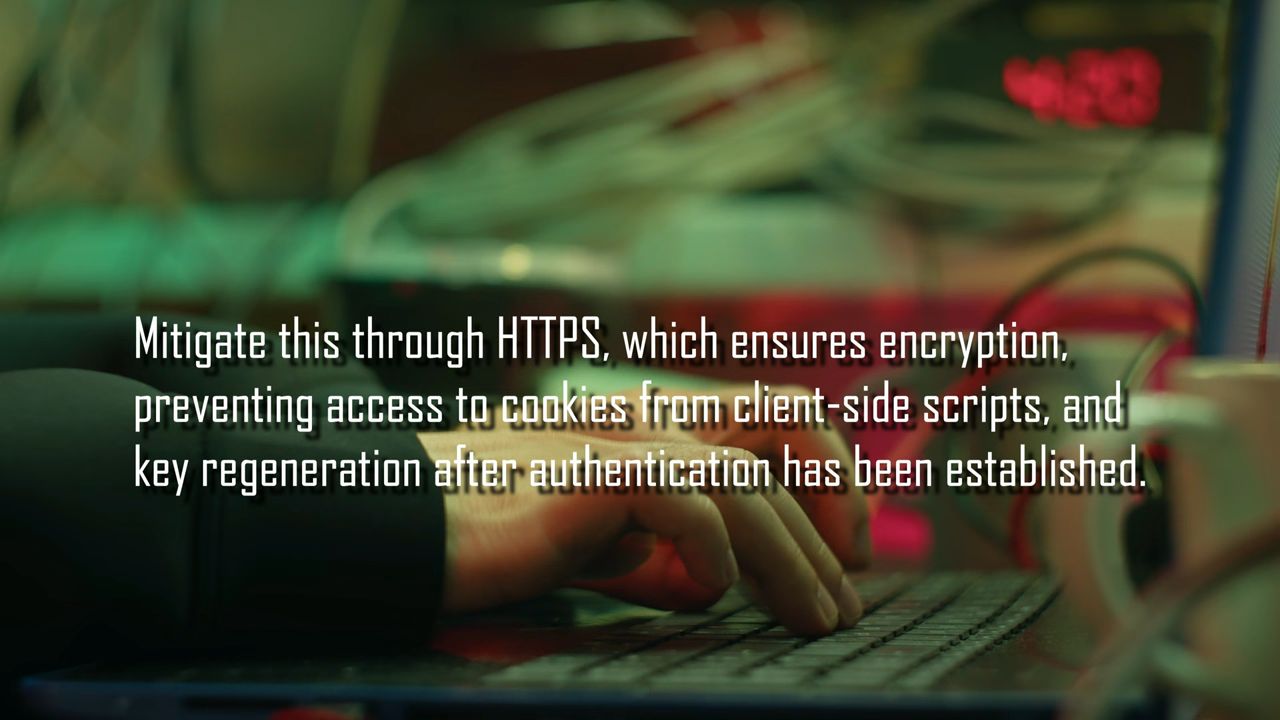 Mitigate this through HTTPS, which ensures encryption,
preventing access to cookies from client-side scripts, and
key regeneration after authentication has been established.